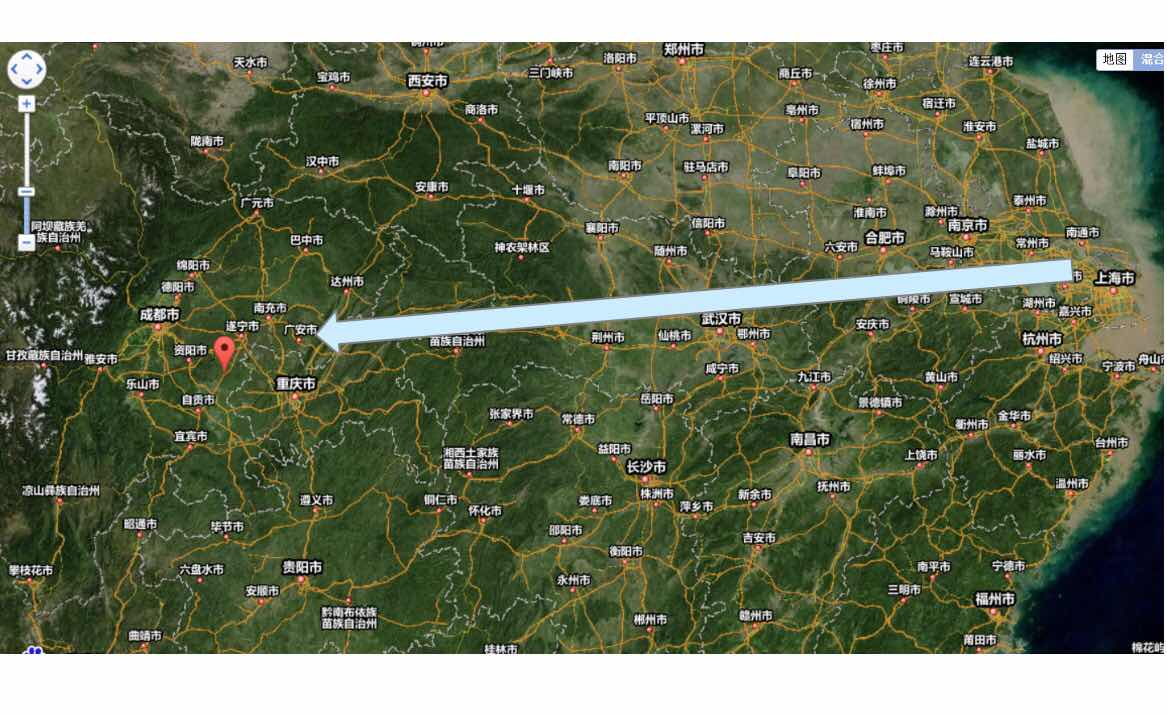 铜川市
郑州市
枣庄市
天水市
宝鸡市
西安市
三门峡市
洛阳市
商丘市
徐州市
连云港市
地图
混合
商洛市
平顶山市
漯河市
亳州市
宿州市
宿迁市
淮安市
盐城市
陇南市
汉中市
安康市
十堰市
南阳市
驻马店市
阜阳市
蚌埠市
广元市
阿坝藏族羌
族自治州
巴中市
神农架林区
襄阳市
随州市
信阳市
六安市
淮南市
合肥市
滁州市
南京市
马鞍山市
泰州市
常州市
南通市
绵阳市
德阳市
达州市
市
上海市
成都市
南充市
遂宁市
广安市
苗族自治州
荆州市
仙桃市
武汉市
鄂州市
安庆市
铜陵市
宣城市
湖州市
嘉兴市
杭州市
绍兴市
宁波市
舟山市
甘孜藏族自治州
雅安市
资阳市
乐山市
自贡市
重庆市
宜宾市
咸宁市
九江市
黄山市
景德镇市
张家界市
常德市
岳阳市
益阳市
长沙市
南昌市
衢州市
金华市
上饶市
丽水市
台州市
温州市
凉山彝族自治州
湘西土家族
苗族自治州
昭通市
毕节市
遵义市
铜仁市
怀化市
娄底市
株洲市
萍乡市
新余市
抚州市
邵阳市
衡阳市
吉安市
攀枝花市
六盘水市
安顺市
贵阳市
黔南布依族
苗族自治州
永州市
郴州市
赣州市
南平市
三明市
宁德市
福州市
莆田市
曲靖市
桂林市
棉花屿